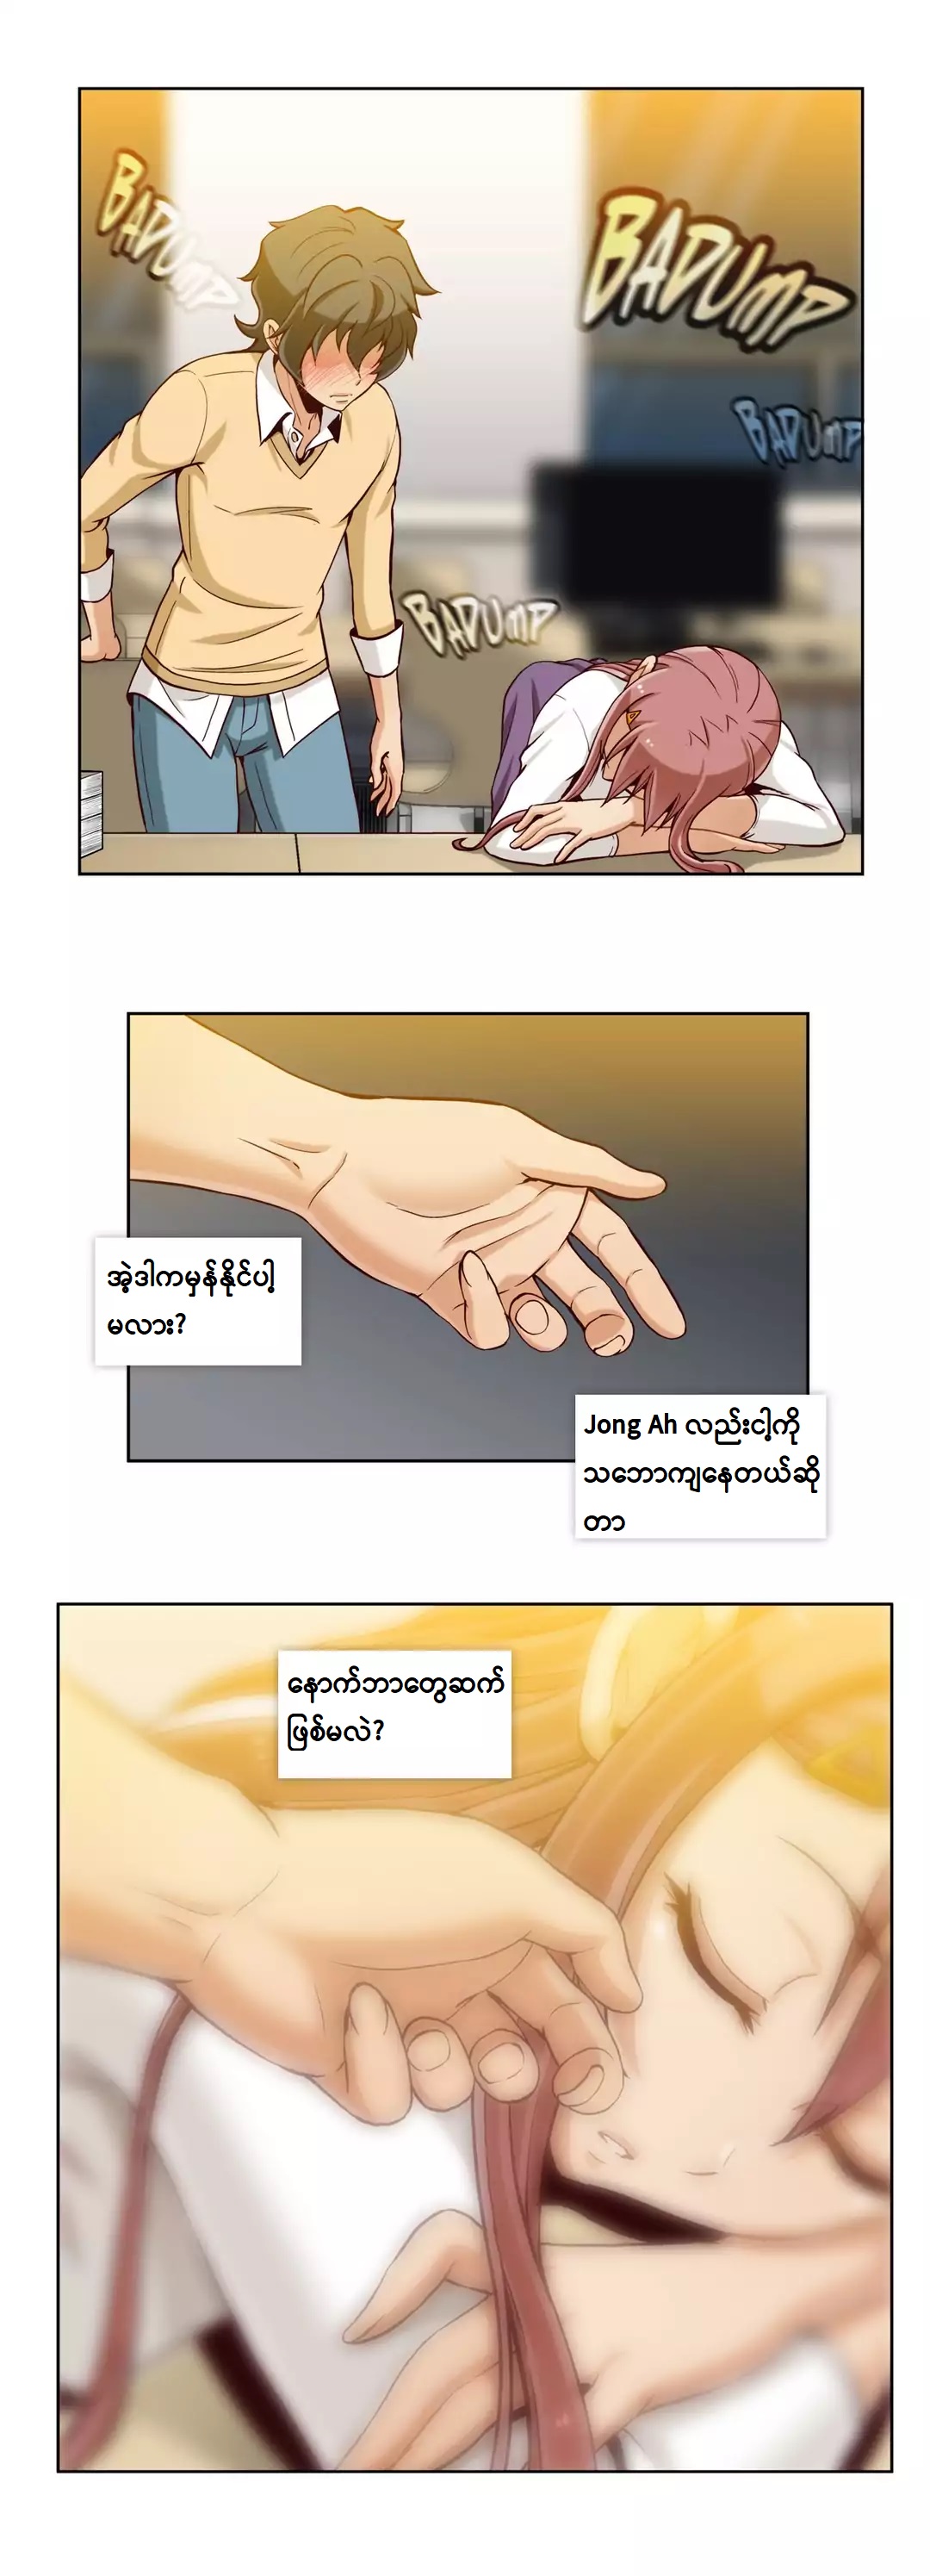 BADUMP
BADUMP
BADUMP
BADUMP
အဲ့ဒါကမှန်နိုင်ပါ့
မလား?
Jong Ah လည်းငါ့ကို
သဘောကျနေတယ်ဆို
တာ
နောက်ဘာတွေဆက်
ဖြစ်မလဲ?